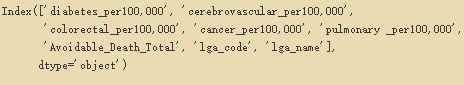 Index(['diabetes_per100,000', 'cerebrovascular_per100,000',
'colorectal_per100,000', 'cancer_per100,000', 'pulmonary _per100,000',
'Avoidable_Death_Total', 'lga_code', 'lga_name'],
dtype='object')